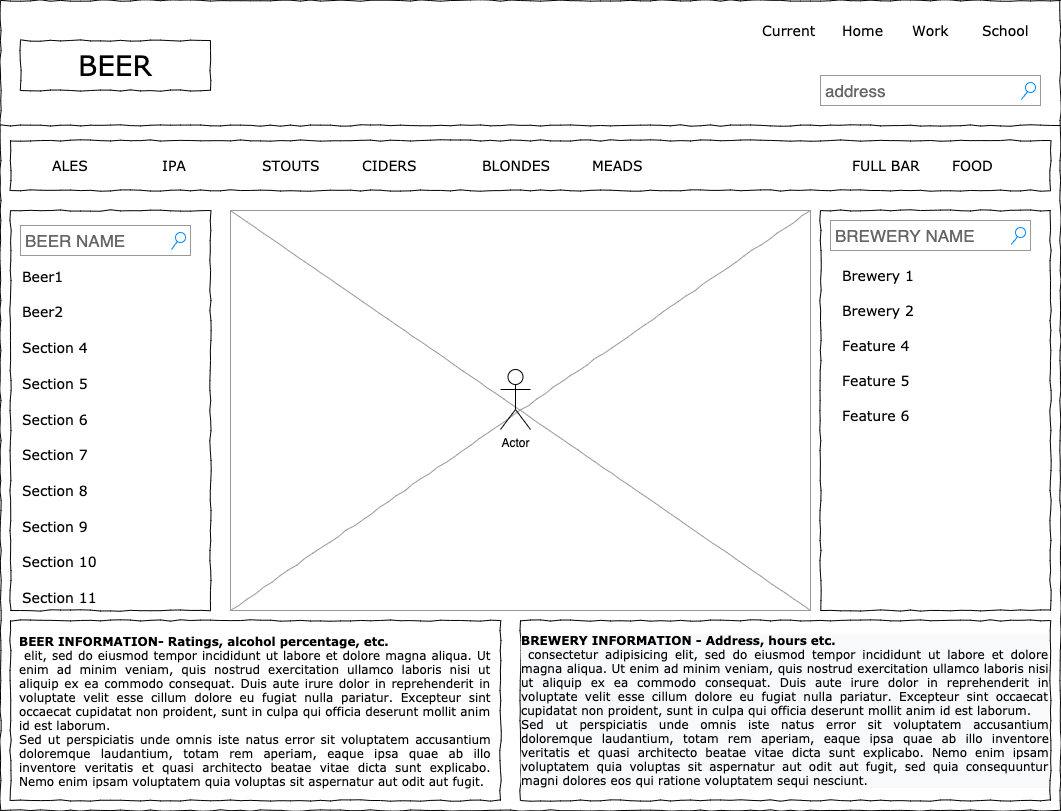 Current Home Work School
BEER
address
ALES IPA STOUTS CIDERS BLONDES MEADS FULL BAR FOOD
BEER NAME
Beer1
Beer2
Section 4
Section 5
Section 6
Section 7
Section 8
Section 9
Section 10
Section 11
Actor
BREWERY NAME
Brewery 1
Brewery 2
Feature 4
Feature 5
Feature 6
BEER INFORMATION- Ratings, alcohol percentage, etc.
elit, sed do eiusmod tempor incididunt ut labore et dolore magna aliqua. Ut
enim ad minim veniam, quis nostrud exercitation ullamco laboris nisi ut
aliquip ex ea commodo consequat. Duis aute irure dolor in reprehenderit in
voluptate velit esse cillum dolore eu fugiat nulla pariatur. Excepteur sint
occaecat cupidatat non proident, sunt in culpa qui officia deserunt mollit anim
id est laborum.
Sed ut perspiciatis unde omnis iste natus error sit voluptatem accusantium
doloremque laudantium, totam rem aperiam, eaque ipsa quae ab illo
inventore veritatis et quasi architecto beatae vitae dicta sunt explicabo.
Nemo enim ipsam voluptatem quia voluptas sit aspernatur aut odit aut fugit.
BREWERY INFORMATION - Address, hours etc.
consectetur adipisicing elit, sed do eiusmod tempor incididunt ut labore et dolore
magna aliqua. Ut enim ad minim veniam, quis nostrud exercitation ullamco laboris nisi
ut aliquip ex ea commodo consequat. Duis aute irure dolor in reprehenderit in
voluptate velit esse cillum dolore eu fugiat nulla pariatur. Excepteur sint occaecat
cupidatat non proident, sunt in culpa qui officia deserunt mollit anim id est laborum.
Sed ut perspiciatis unde omnis iste natus error sit voluptatem accusantium
doloremque laudantium, totam rem aperiam, eaque ipsa quae ab illo inventore
veritatis et quasi architecto beatae vitae dicta sunt explicabo. Nemo enim ipsam
voluptatem quia voluptas sit aspernatur aut odit aut fugit, sed quia consequuntur
magni dolores eos qui ratione voluptatem sequi nesciunt.